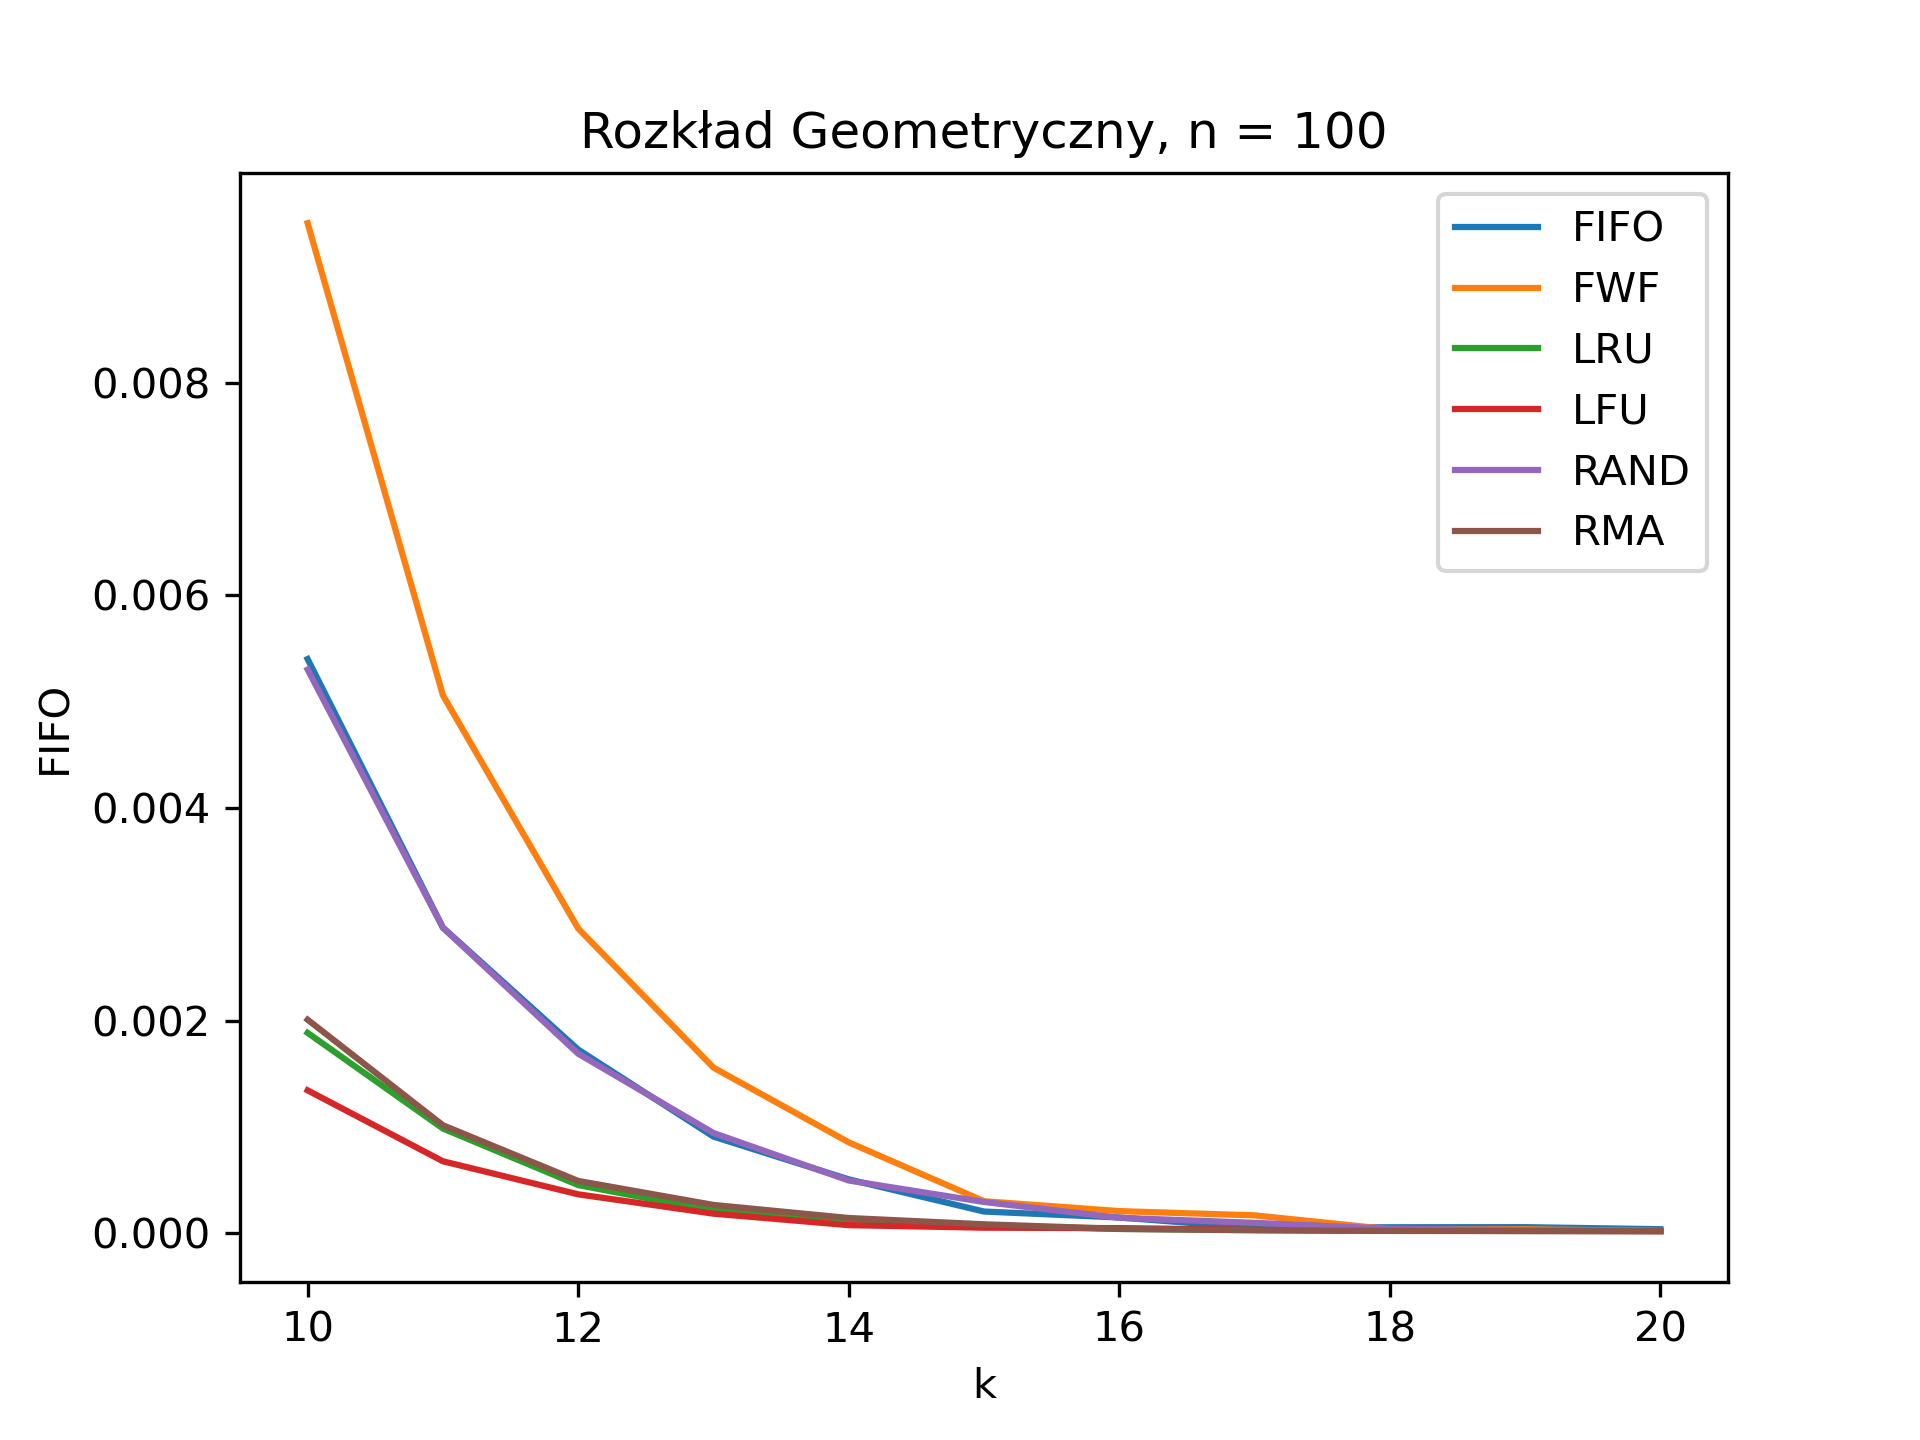 Rozkład Geometryczny, n = 100
FIFO
FWF
LRU
LFU
RAND
RMA
0.008
0.006
0.004
0.002
0.000
FIFO
10 12 14 16 18 20
k